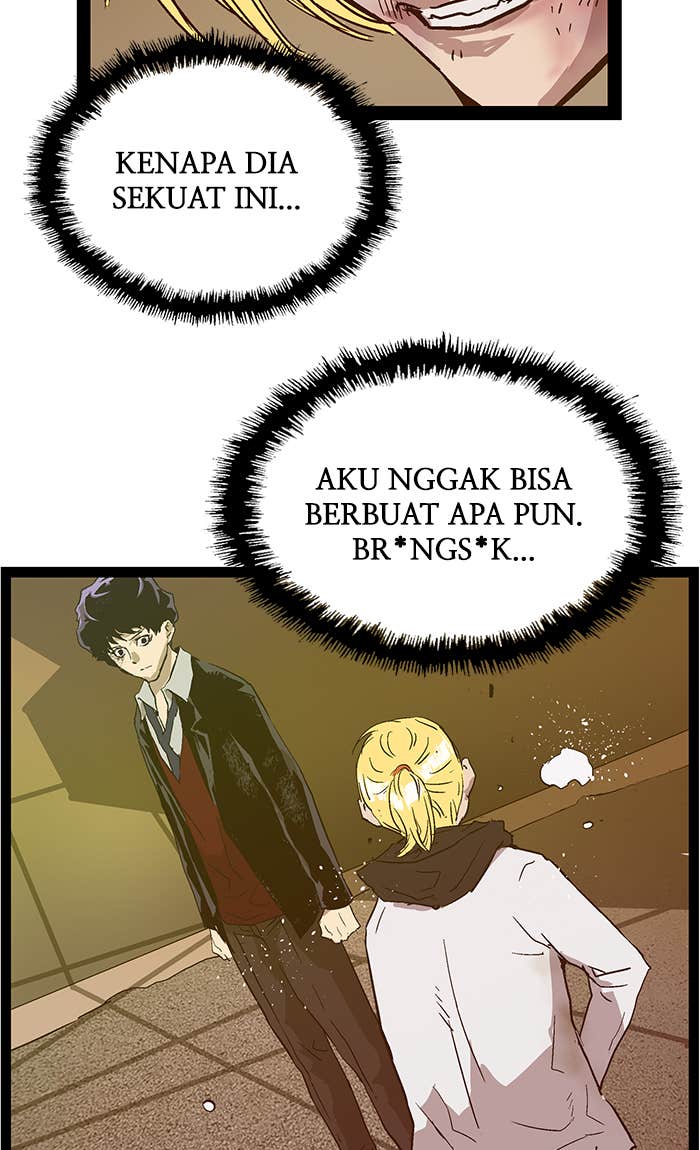 KENAPA DIA
SEKUAT INI...
AKU NGGAK BISA
BERBUAT APA PUN.
BR*NGS*K...